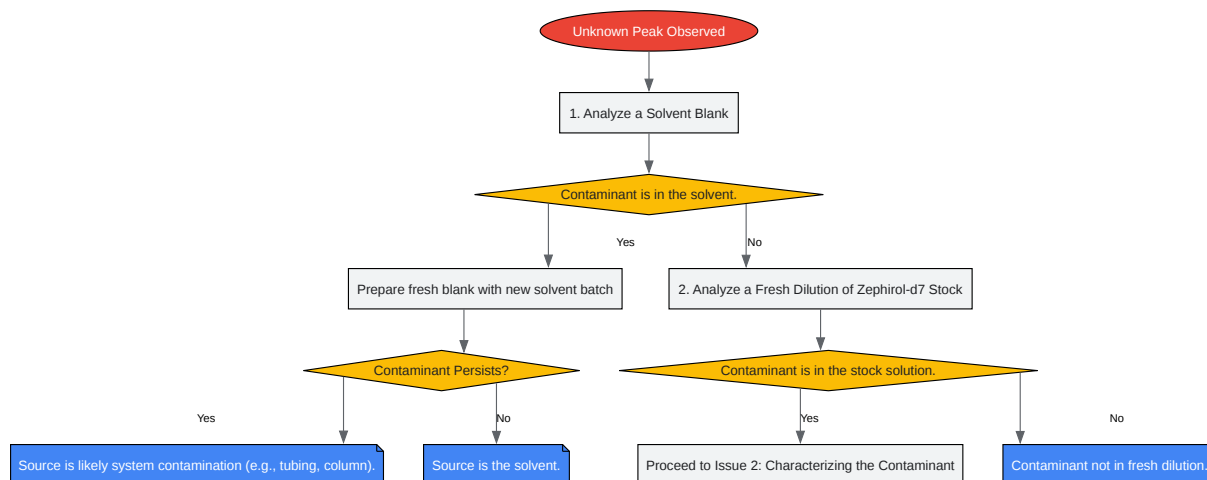 Unknown Peak Observed
1. Analyze a Solvent Blank
Contaminant is in the solvent.
Yes
No
Prepare fresh blank with new solvent batch
2. Analyze a Fresh Dilution of Zephirol-d7 Stock
Contaminant Persists?
Contaminant is in the stock solution.
Yes
No
Yes
No
Source is likely system contamination (e.g., tubing, column).
Source is the solvent.
Proceed to Issue 2: Characterizing the Contaminant
Contaminant not in fresh dilution.